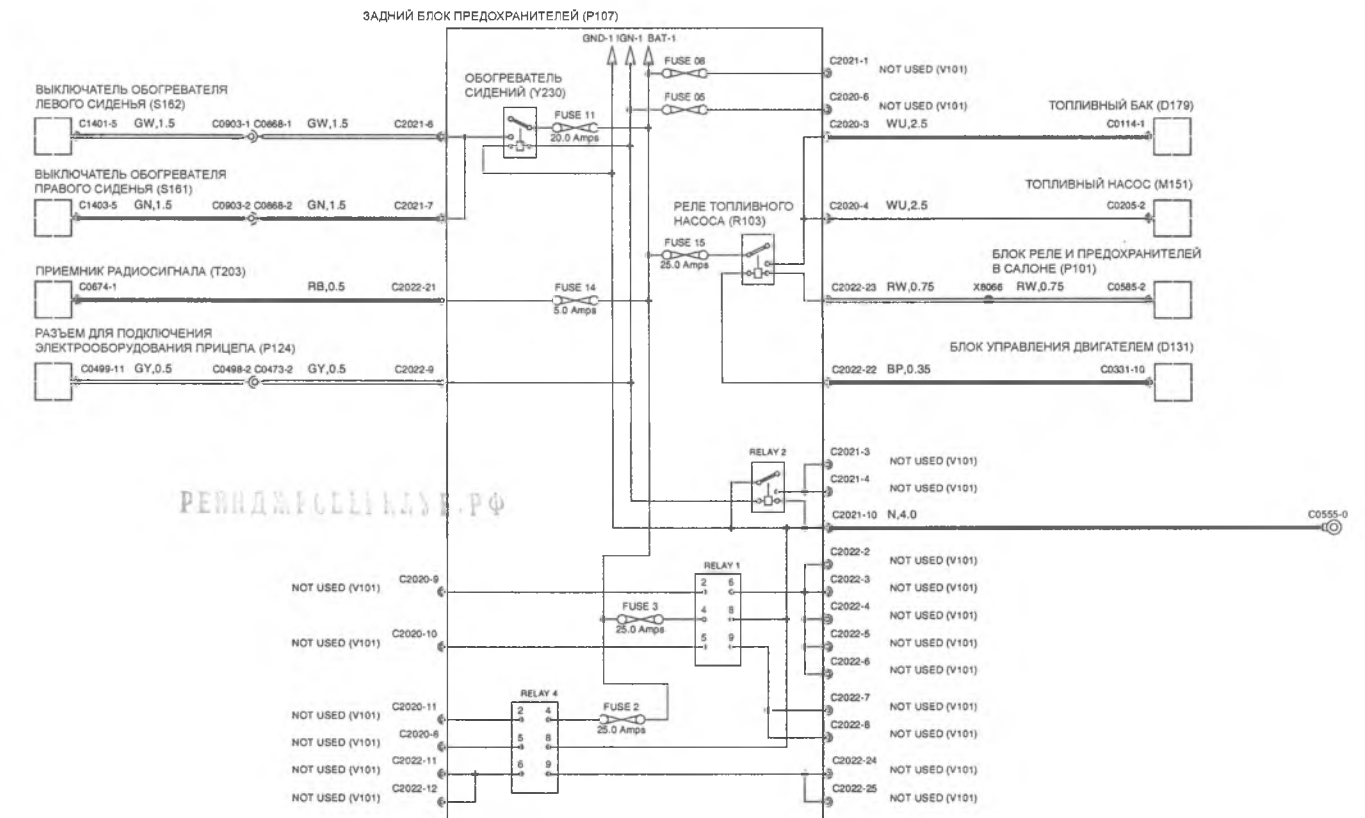 ЗАДНИЙ БЛОК ПРЕДОХРАНИТЕЛЕЙ (P107)
GND-1 IGN-1 BAT-1
ВЫКЛЮЧАТЕЛЬ ОБОГРЕВАТЕЛЯ
ЛЕВОГО СИДЕНЬЯ (S162)
C1401-5 GW,1.5 C0903-1 C0868-1 GW,1.5 C2021-6
ВЫКЛЮЧАТЕЛЬ ОБОГРЕВАТЕЛЯ
ПРАВОГО СИДЕНЬЯ (S161)
C1403-5 GN,1.5 C0903-2 C0868-2 GN,1.5 C2021-7
ПРИЕМНИК РАДИОСИГНАЛА (T203)
C0674-1 RB,0.5 C2022-21
РАЗЪЕМ ДЛЯ ПОДКЛЮЧЕНИЯ
ЭЛЕКТРООБОРУДОВАНИЯ ПРИЦЕПА (P124)
C0499-11 GY,0.5 C0498-2 C0473-2 GY,0.5 C2022-9
ОБОГРЕВАТЕЛЬ
СИДЕНИЙ (Y230)
FUSE 11
20.0 Amps
FUSE 08
FUSE 05
РЕЛЕ ТОПЛИВНОГО
НАСОСА (R103)
FUSE 15
25.0 Amps
FUSE 14
5.0 Amps
C2021-1 NOT USED (V101)
C2020-6 NOT USED (V101)
ТОПЛИВНЫЙ БАК (D179)
C2020-3 WU,2.5 C0114-1
ТОПЛИВНЫЙ НАСОС (M151)
C2020-4 WU,2.5 C0205-2
БЛОК РЕЛЕ И ПРЕДОХРАНИТЕЛЕЙ
В САЛОНЕ (P101)
C2022-23 RW,0.75 X8066 RW,0.75 C0585-2
БЛОК УПРАВЛЕНИЯ ДВИГАТЕЛЕМ (D131)
C2022-22 BP,0.35 C0331-10
RELAY 2
C2021-3 NOT USED (V101)
C2021-4 NOT USED (V101)
C2021-10 N,4.0 C0555-0
C2022-2 NOT USED (V101)
C2022-3 NOT USED (V101)
C2022-4 NOT USED (V101)
C2022-5 NOT USED (V101)
C2022-6 NOT USED (V101)
C2022-7 NOT USED (V101)
C2022-8 NOT USED (V101)
C2022-24 NOT USED (V101)
C2022-25 NOT USED (V101)
RELAY 1
2 6
4 8
5 9
FUSE 3
25.0 Amps
NOT USED (V101) C2020-9
NOT USED (V101) C2020-10
RELAY 4
2 4
5 8
6 9
FUSE 2
25.0 Amps
NOT USED (V101) C2020-11
NOT USED (V101) C2020-8
NOT USED (V101) C2022-11
NOT USED (V101) C2022-12